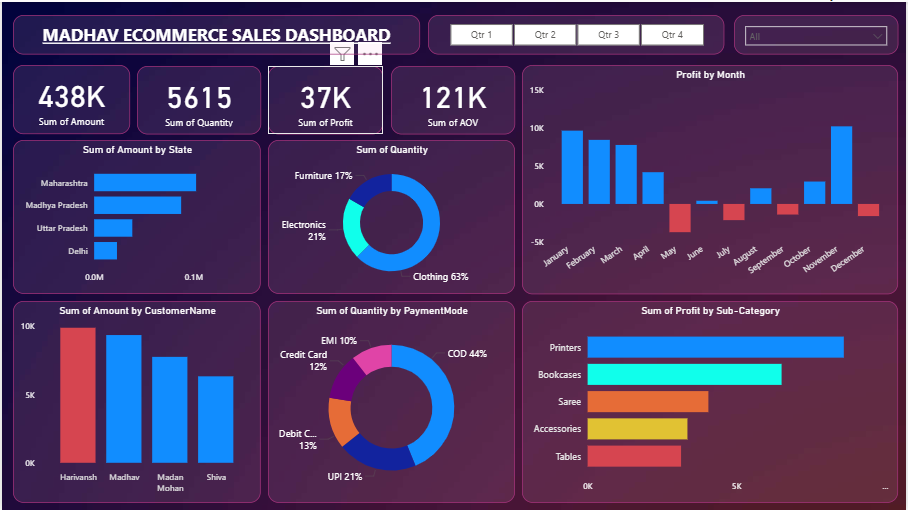 MADHAV ECOMMERCE SALES DASHBOARD
Qtr 1
Qtr 2
Qtr 3
Qtr 4
All
438K
Sum of Amount
5615
Sum of Quantity
37K
Sum of Profit
121K
Sum of AOV
Profit by Month
15K
10K
5K
0K
-5K
January
February
March
April
May
June
July
August
September
October
November
December
Sum of Amount by State
Maharashtra
Madhya Pradesh
Uttar Pradesh
Delhi
0.0M
0.1M
Sum of Quantity
Furniture 17%
Electronics
21%
Clothing 63%
Sum of Amount by CustomerName
10K
5K
0K
Harivansh
Madhav
Madan
Mohan
Shiva
Sum of Quantity by PaymentMode
EMI 10%
Credit Card
12%
Debit C...
13%
UPI 21%
COD 44%
Sum of Profit by Sub-Category
Printers
Bookcases
Saree
Accessories
Tables
0K
5K
...